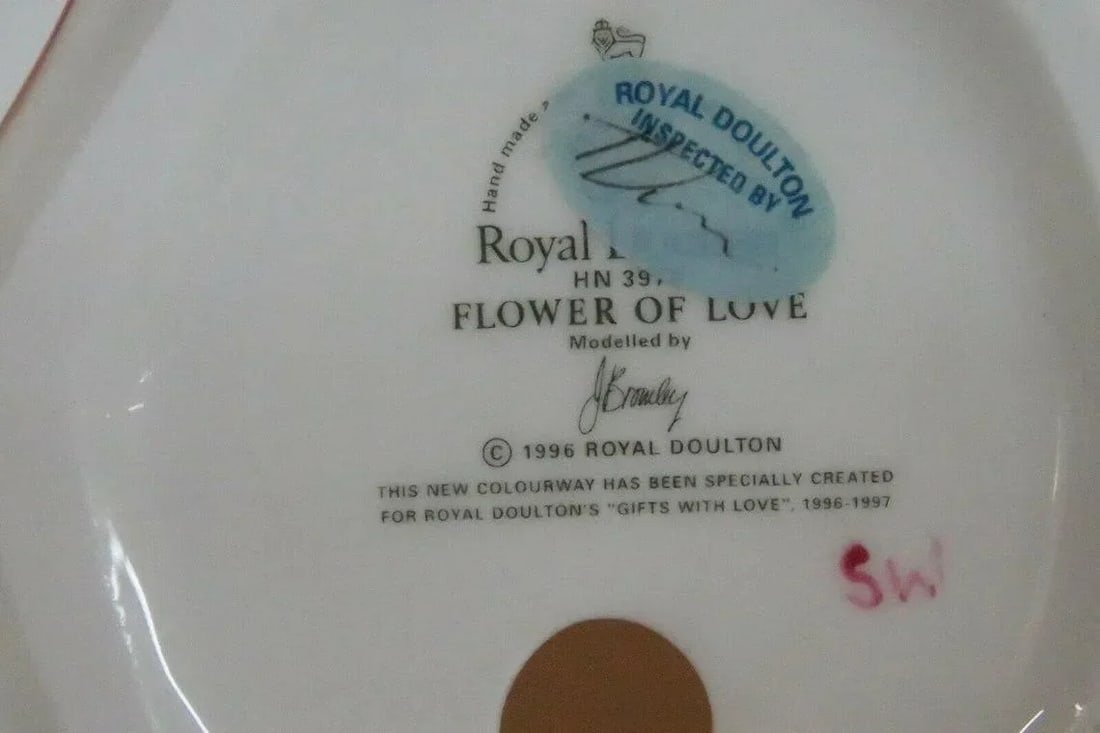 ROYAL DOULTON
INSPECTED BY
Hand made
Royal
HN 39
FLOWER OF LOVE
Modelled by
JBromley
© 1996 ROYAL DOULTON
THIS NEW COLOURWAY HAS BEEN SPECIALLY CREATED
FOR ROYAL DOULTON'S "GIFTS WITH LOVE", 1996-1997
SW